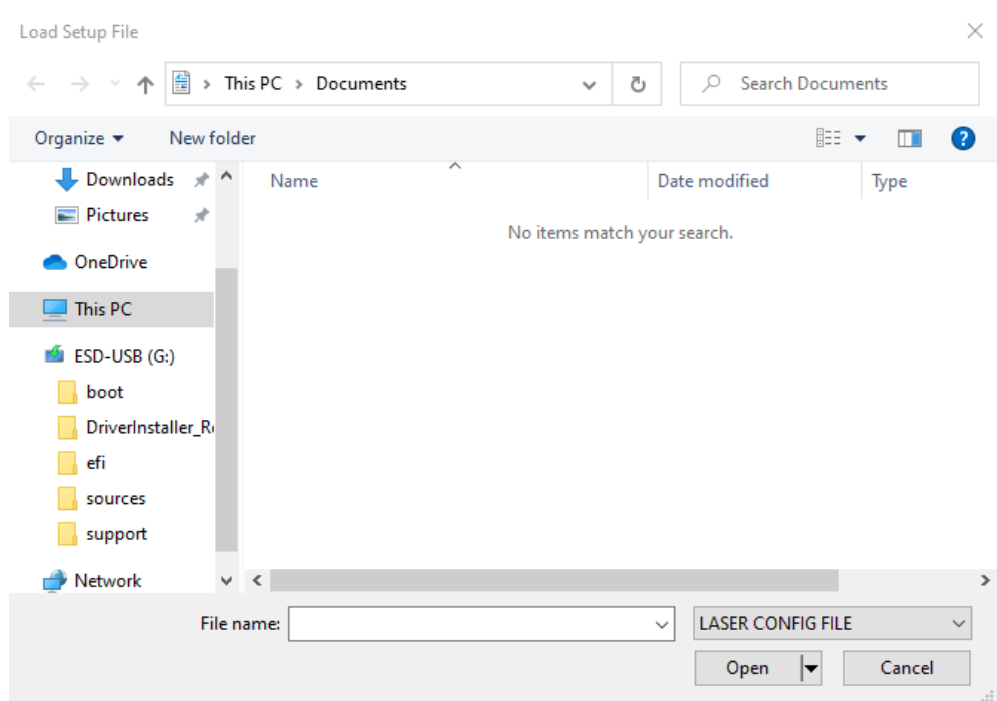 Load Setup File
This PC > Documents
Search Documents
Organize
New folder
Downloads
Pictures
OneDrive
This PC
ESD-USB (G:)
boot
DriverInstaller_R
efi
sources
support
Network
Name
Date modified
Type
No items match your search.
File name:
LASER CONFIG FILE
Open
Cancel